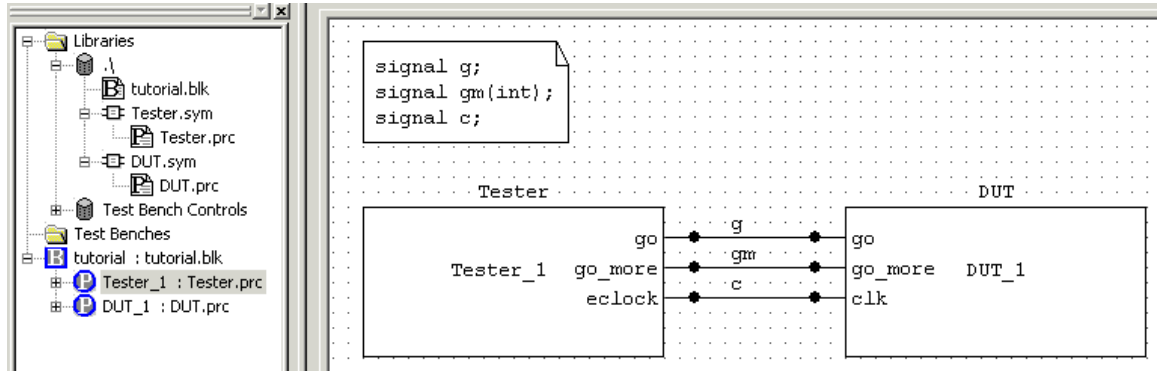 Libraries
.\
tutorial.blk
Tester.sym
Tester.prc
DUT.sym
DUT.prc
Test Bench Controls
Test Benches
tutorial : tutorial.blk
Tester_1 : Tester.prc
DUT_1 : DUT.prc
signal g;
signal gm(int);
signal c;
Tester
DUT
Tester_1
go
go_more
eclock
g
gm
c
go
go_more
clk
DUT_1